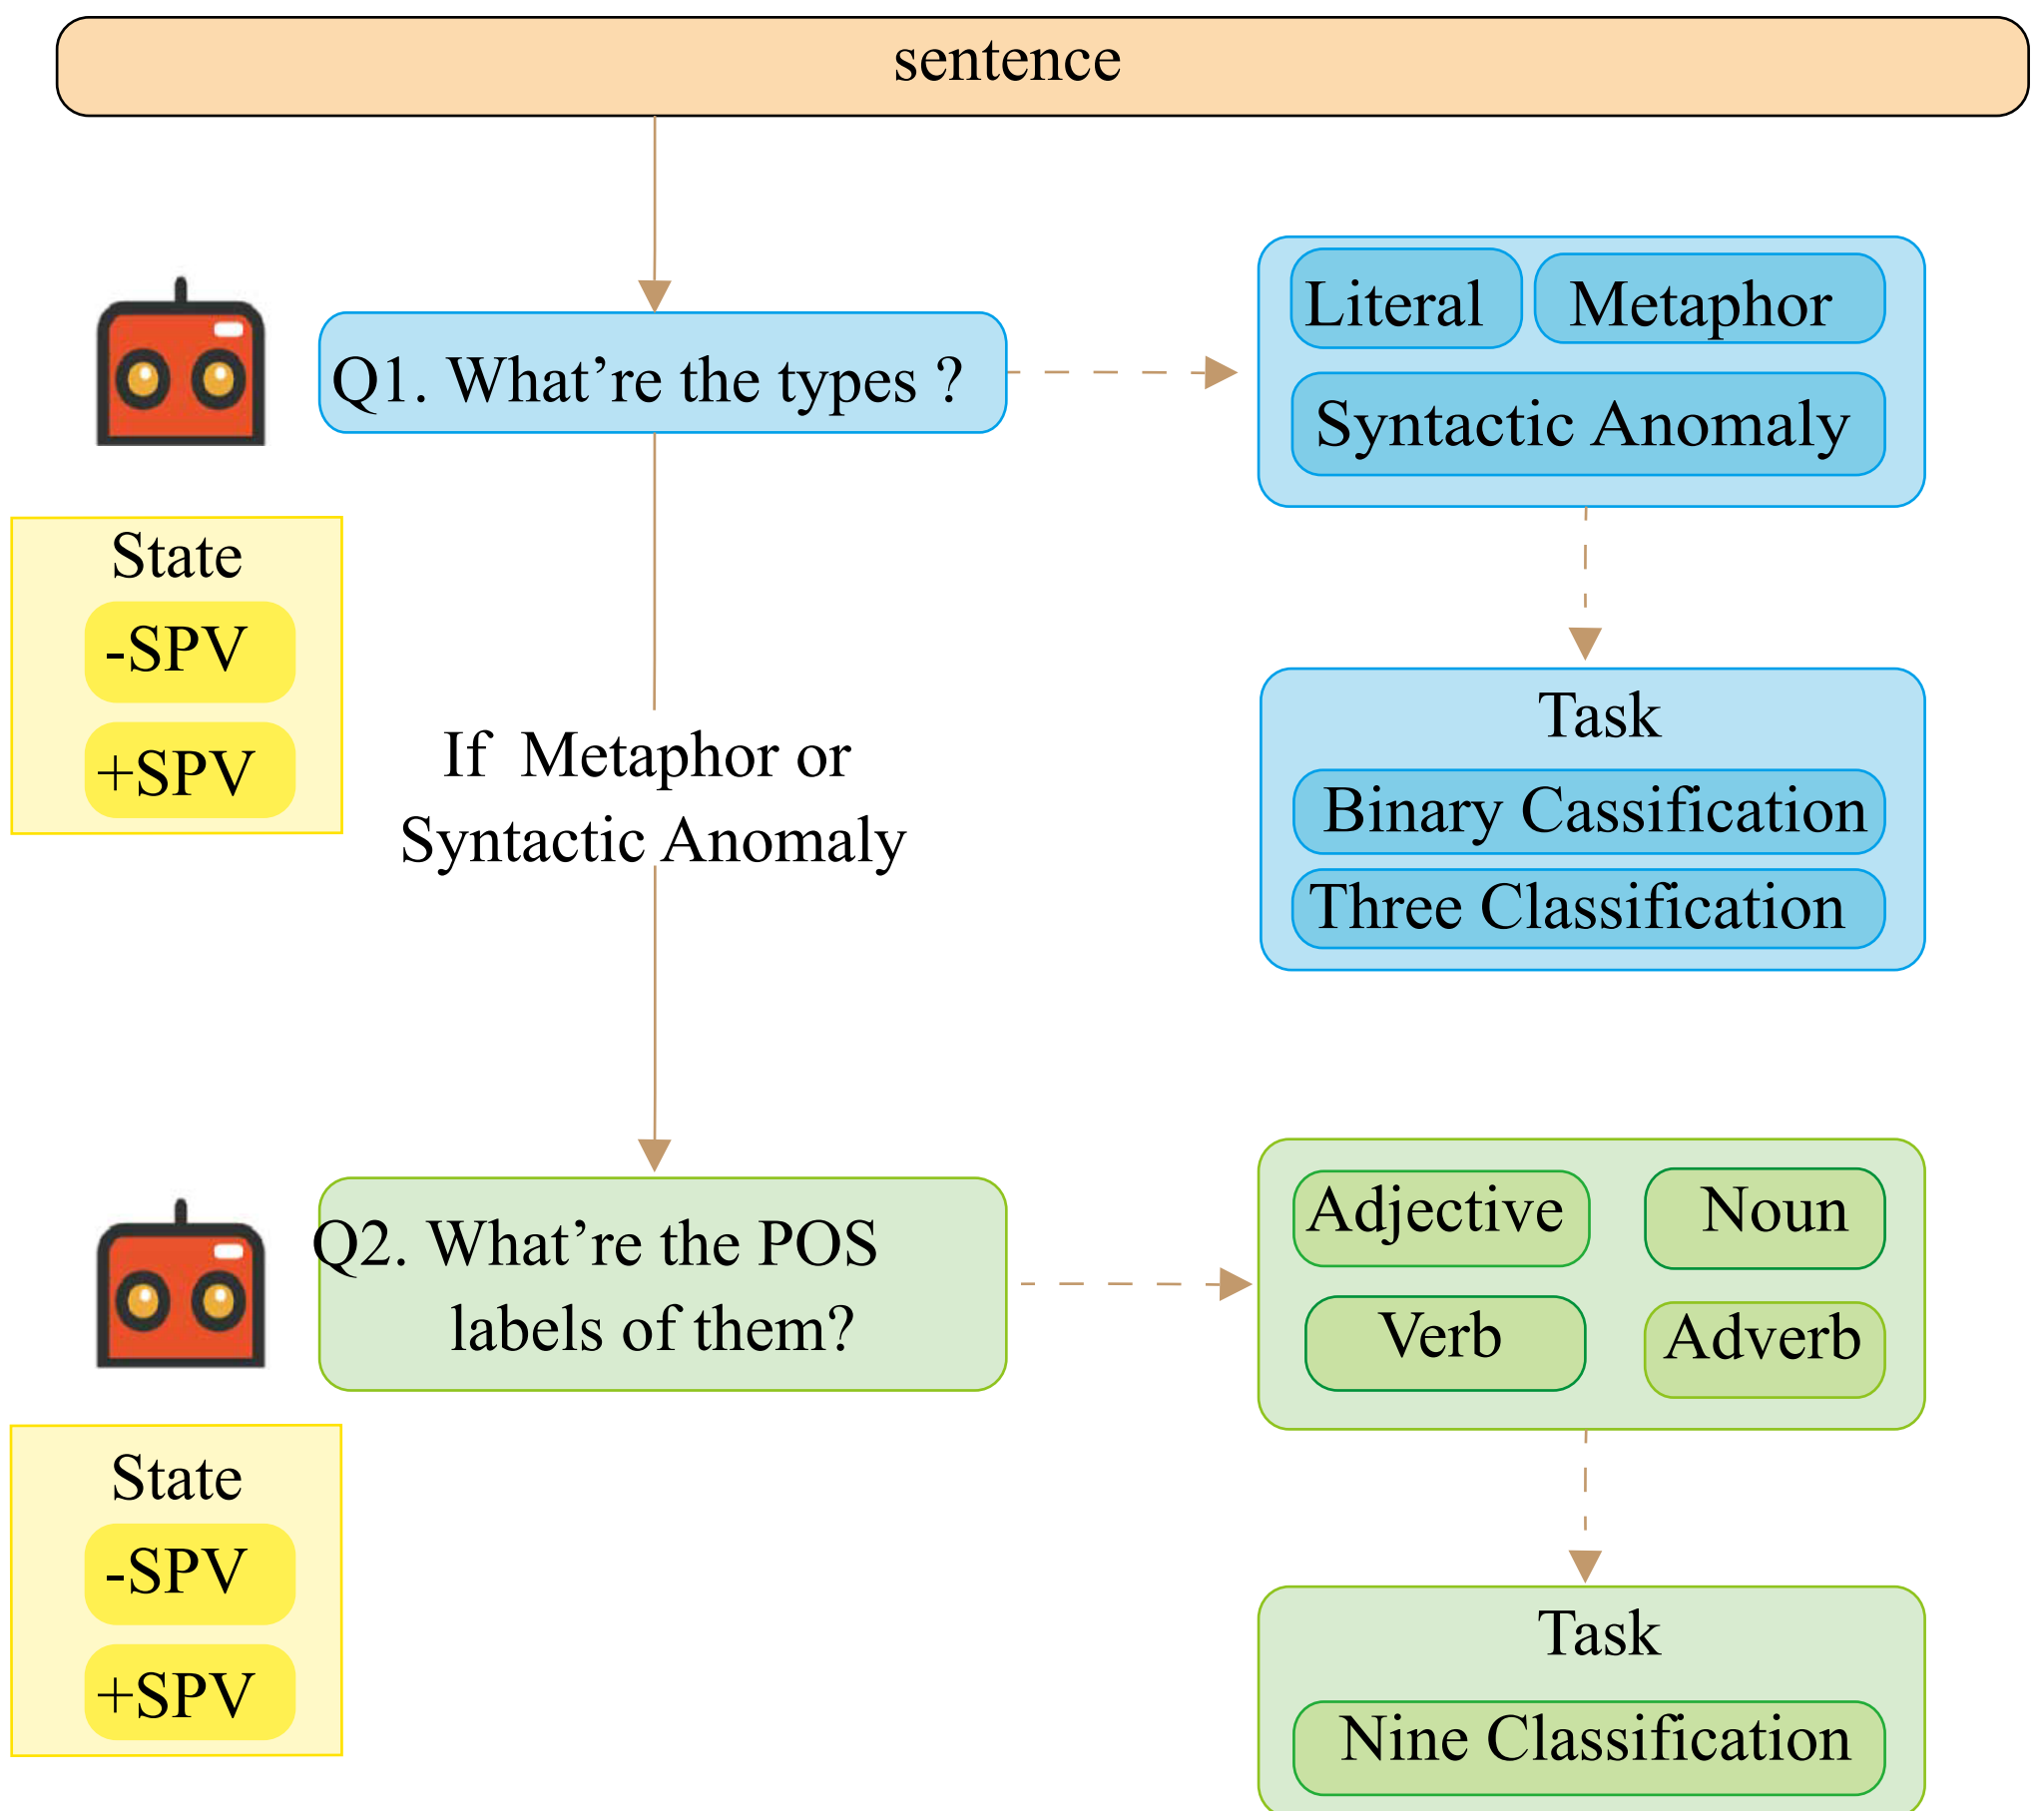 sentence
Q1. What’re the types ?
Literal
Metaphor
Syntactic Anomaly
State
-SPV
+SPV
If Metaphor or
Syntactic Anomaly
Task
Binary Cassification
Three Classification
Q2. What’re the POS
labels of them?
Adjective
Noun
Verb
Adverb
State
-SPV
+SPV
Task
Nine Classification